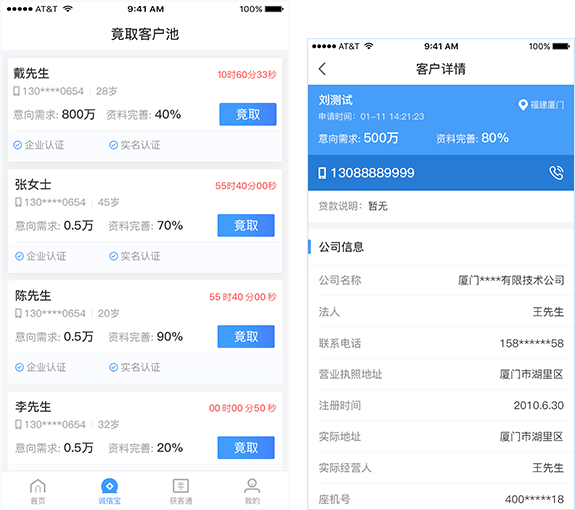 AT&T 9:41 AM 100%
竟取客户池
戴先生 10时60分33秒
130****0654 28岁
意向需求: 800万 资料完善: 40% 竟取
企业认证 实名认证
张女士 55时40分00秒
130****0654 45岁
意向需求: 0.5万 资料完善: 70% 竟取
企业认证 实名认证
陈先生 55 时40 分00 秒
130****0654 20岁
意向需求: 0.5万 资料完善: 90% 竟取
企业认证 实名认证
李先生 00 时00 分50 秒
130****0654 32岁
意向需求: 0.5万 资料完善: 20% 竟取
首页 诚信宝 获客通 我的
AT&T 9:41 AM 100%
客户详情
刘测试 福建厦门
申请时间: 01-11 14:21:23
意向需求: 500万 资料完善: 80%
13088889999
贷款说明: 暂无
公司信息
公司名称 厦门****有限技术公司
法人 王先生
联系电话 158******58
营业执照地址 厦门市湖里区
注册时间 2010.6.30
实际地址 厦门市湖里区
实际经营人 王先生
座机号 400*****18